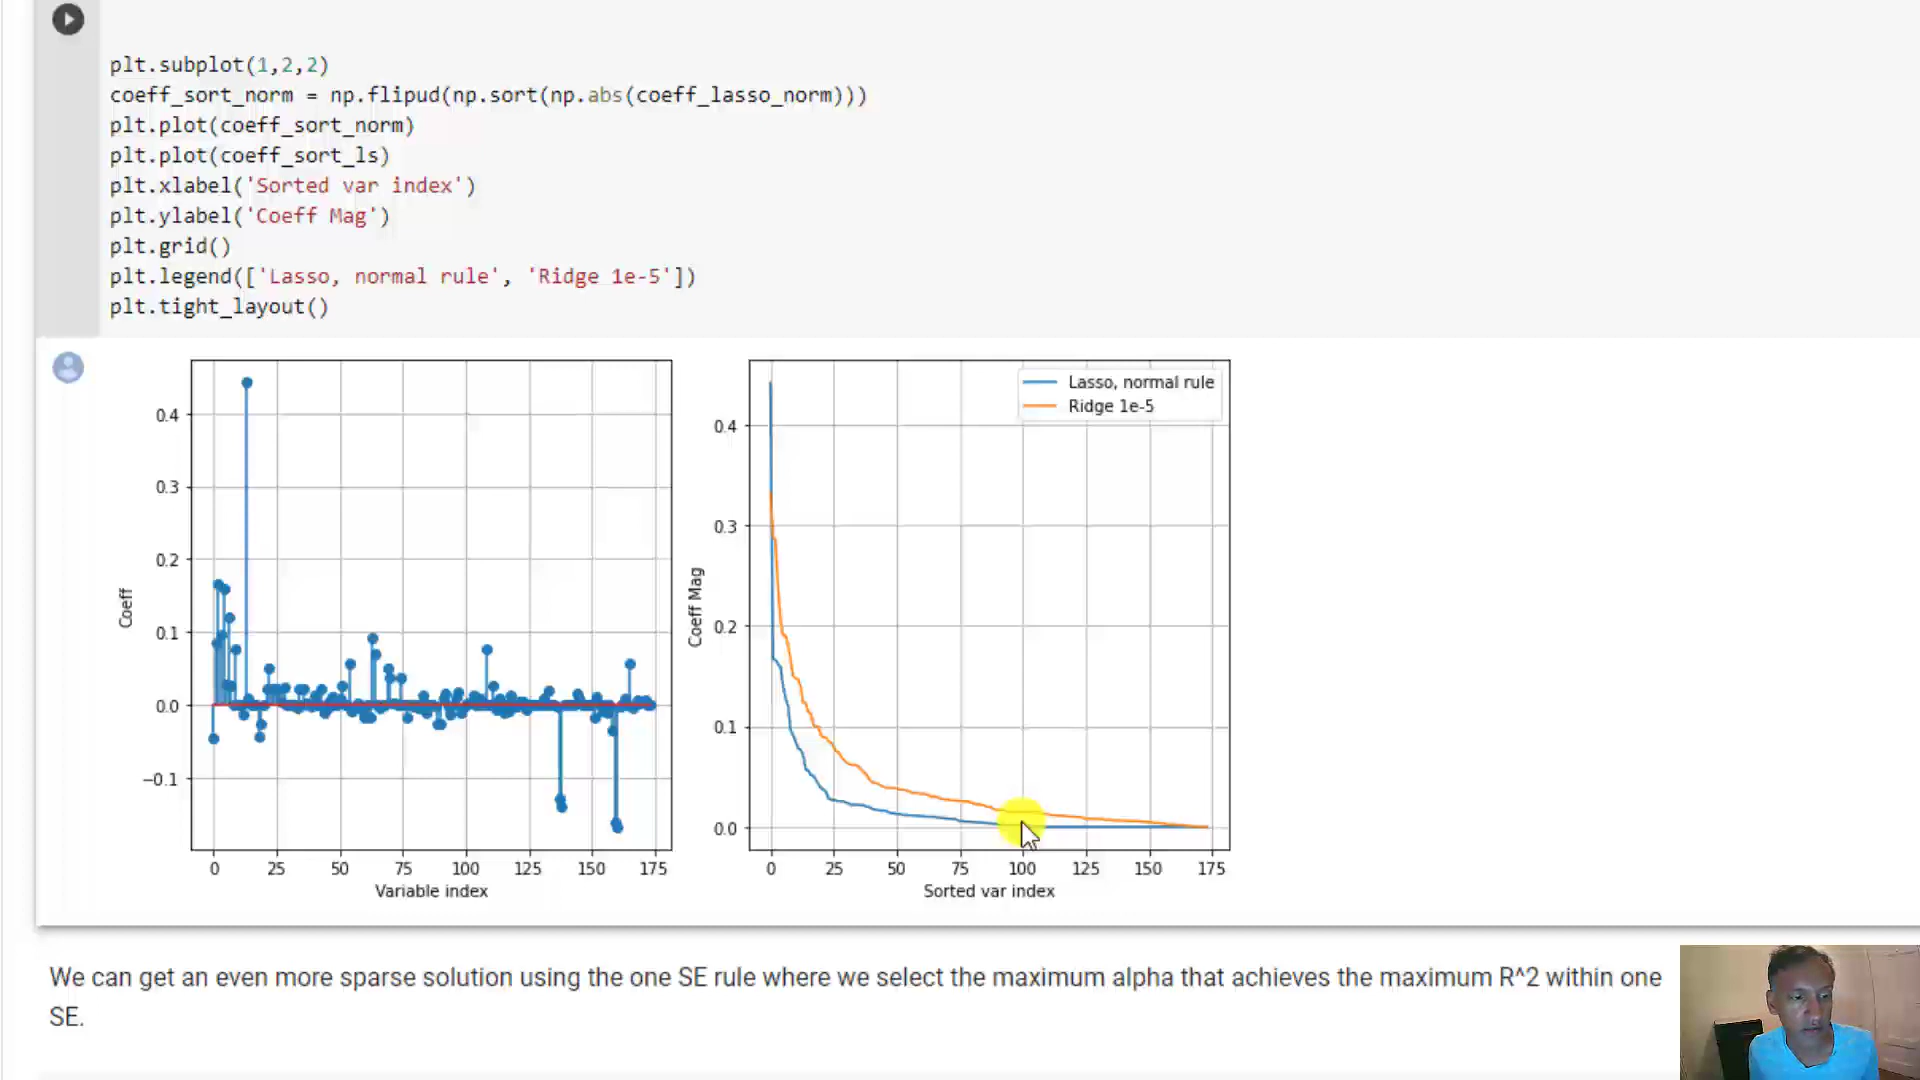 plt.subplot(1,2,2)
coeff_sort_norm = np.flipud(np.sort(np.abs(coeff_lasso_norm)))
plt.plot(coeff_sort_norm)
plt.plot(coeff_sort_ls)
plt.xlabel('Sorted var index')
plt.ylabel('Coeff Mag')
plt.grid()
plt.legend(['Lasso, normal rule', 'Ridge 1e-5'])
plt.tight_layout()
0.4
0.3
0.2
0.1
0.0
−0.1
Coeff
0 25 50 75 100 125 150 175
Variable index
Lasso, normal rule
Ridge 1e-5
0.4
0.3
0.2
0.1
0.0
Coeff Mag
0 25 50 75 100 125 150 175
Sorted var index
We can get an even more sparse solution using the one SE rule where we select the maximum alpha that achieves the maximum R^2 within one
SE.